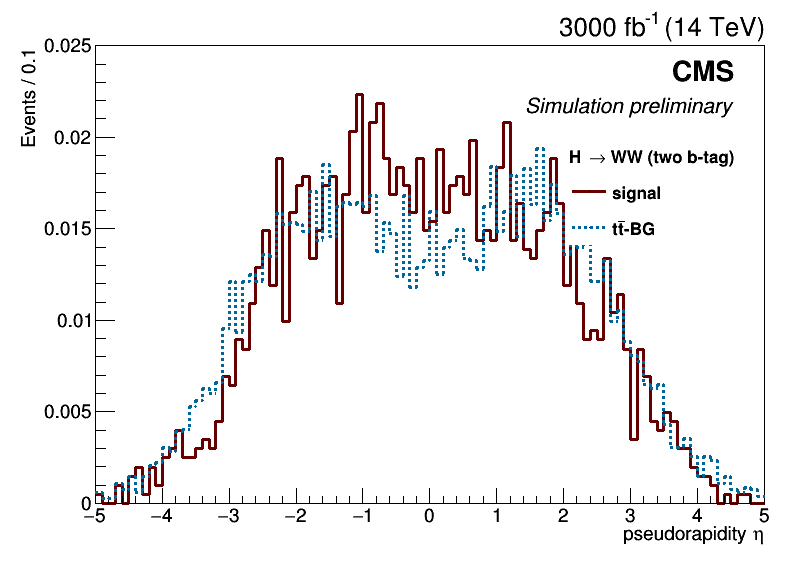 3000 fb⁻¹ (14 TeV)
CMS
Simulation preliminary
H → WW (two b-tag)
signal
tt̄-BG
Events / 0.1
0.025
0.02
0.015
0.01
0.005
0
−5 −4 −3 −2 −1 0 1 2 3 4 5
pseudorapidity η